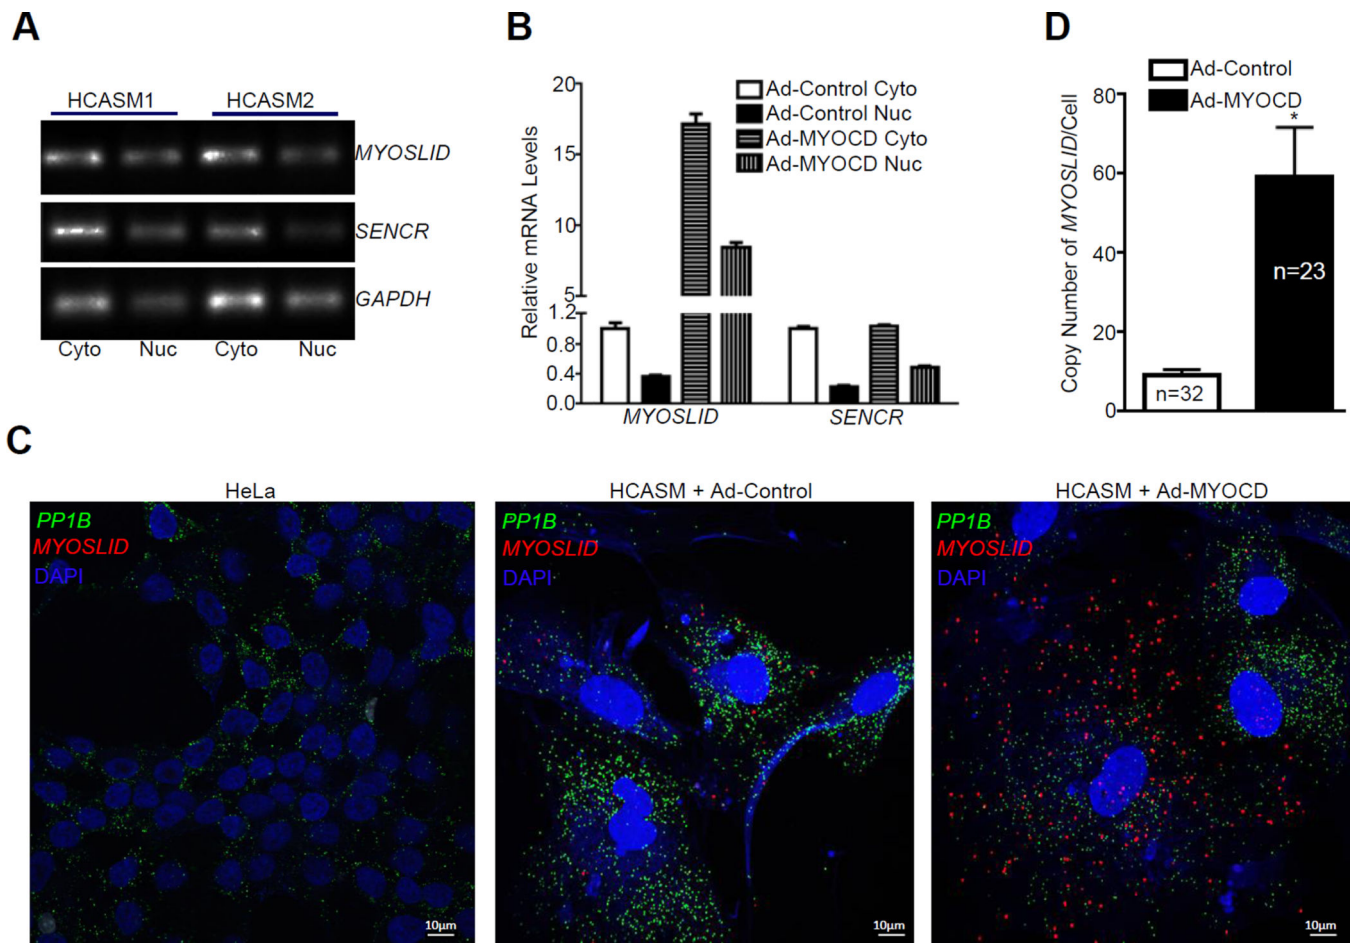 A
HCASM1 HCASM2
MYOSLID
SENCR
GAPDH
Cyto Nuc Cyto Nuc
B
Relative mRNA Levels
20
15
10
5
1.2
0.8
0.4
0.0
Ad-Control Cyto
Ad-Control Nuc
Ad-MYOCD Cyto
Ad-MYOCD Nuc
MYOSLID SENCR
D
Ad-Control
Ad-MYOCD
Copy Number of MYOSLID/Cell
80
60
40
20
0
*
n=32
n=23
C
HeLa
PP1B
MYOSLID
DAPI
10µm
HCASM + Ad-Control
PP1B
MYOSLID
DAPI
10µm
HCASM + Ad-MYOCD
PP1B
MYOSLID
DAPI
10µm